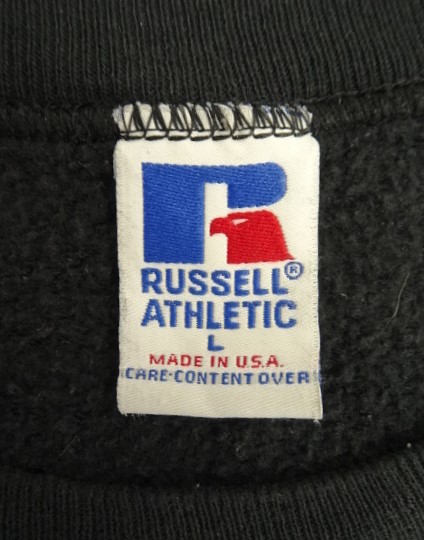 RUSSELL®
ATHLETIC
L
MADE IN U.S.A.
CARE-CONTENT OVER